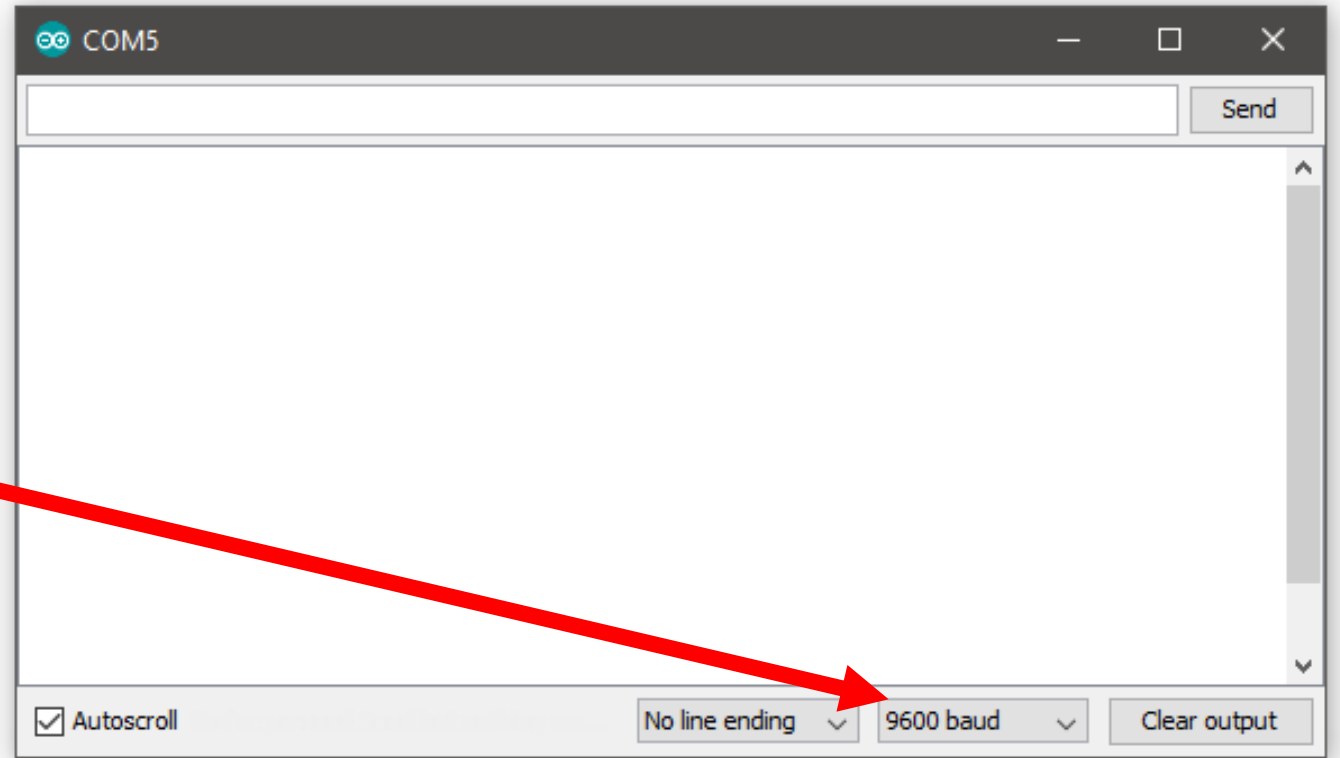 COM5
Send
Autoscroll
No line ending
9600 baud
Clear output